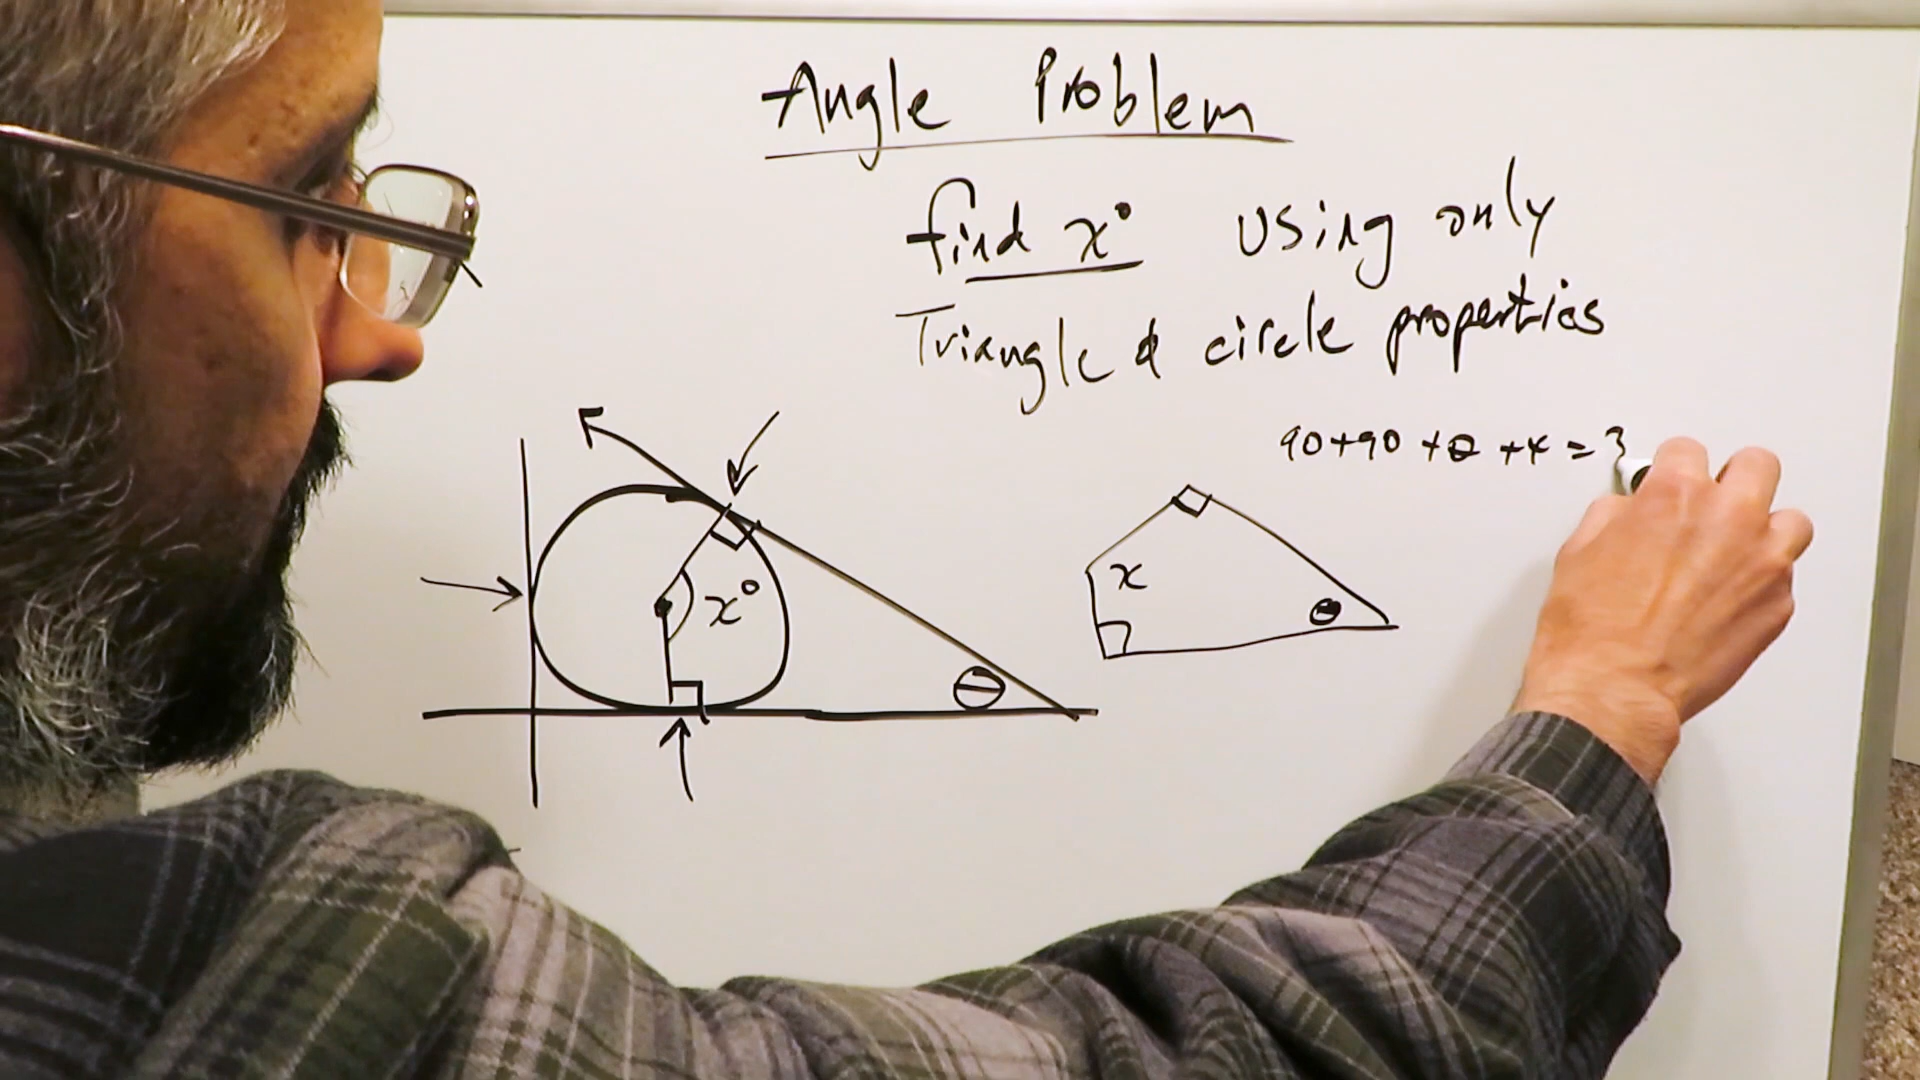 Angle Problem
find x° using only
Triangle & circle properties
90+90+θ+x=3
x°
θ
x
θ